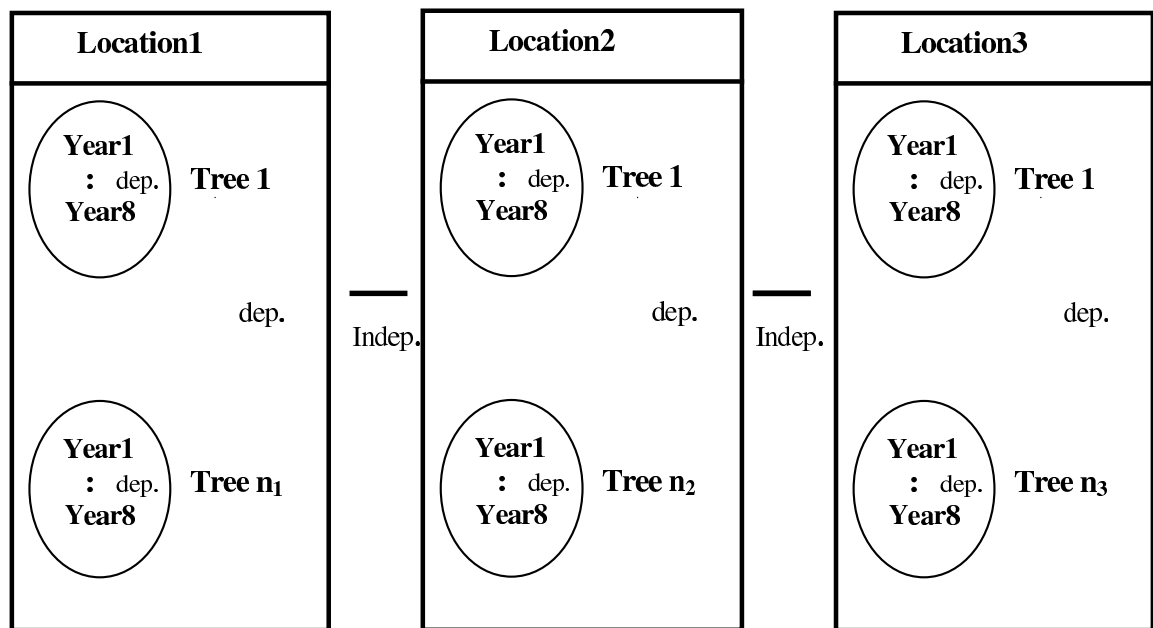 Location1
Year1
: dep.
Year8
Tree 1
dep.
Year1
: dep.
Year8
Tree n₁
Indep.
Location2
Year1
: dep.
Year8
Tree 1
dep.
Year1
: dep.
Year8
Tree n₂
Indep.
Location3
Year1
: dep.
Year8
Tree 1
dep.
Year1
: dep.
Year8
Tree n₃